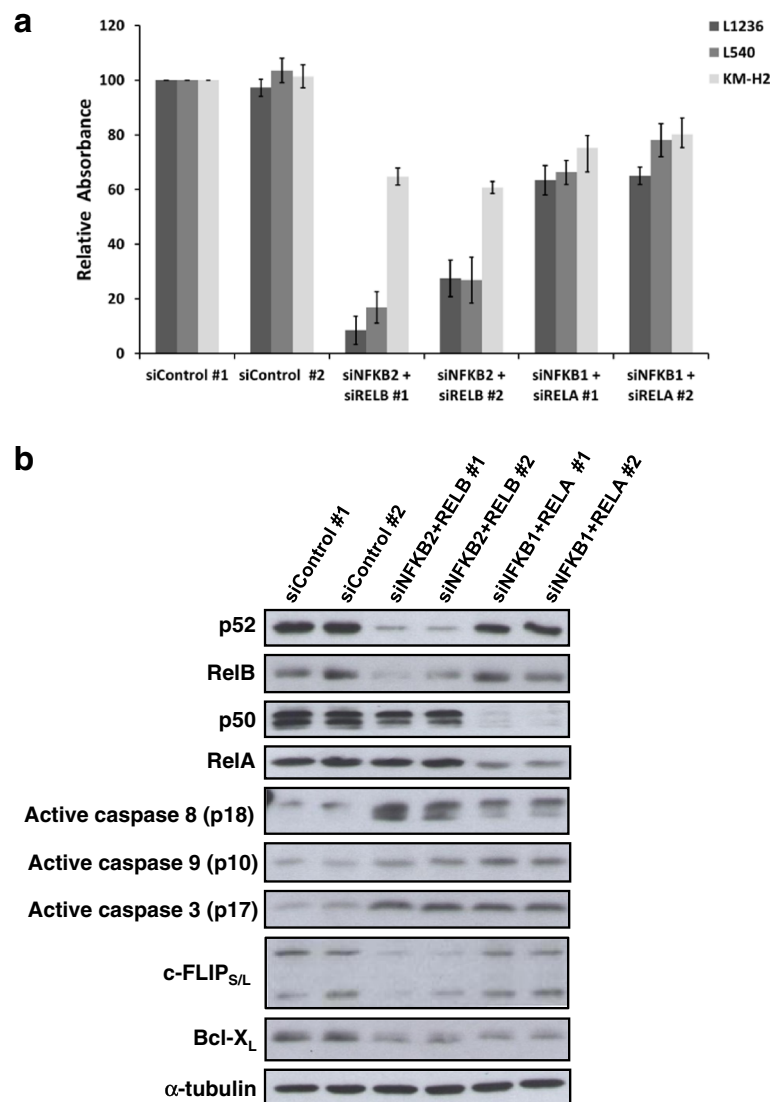 a
120
100
80
60
40
20
0
Relative Absorbance
L1236
L540
KM-H2
siControl #1
siControl #2
siNFKB2 +
siRELB #1
siNFKB2 +
siRELB #2
siNFKB1 +
siRELA #1
siNFKB1 +
siRELA #2
b
siControl #1
siControl #2
siNFKB2+RELB #1
siNFKB2+RELB #2
siNFKB1+RELA #1
siNFKB1+RELA #2
p52
RelB
p50
RelA
Active caspase 8 (p18)
Active caspase 9 (p10)
Active caspase 3 (p17)
c-FLIPS/L
Bcl-XL
α-tubulin